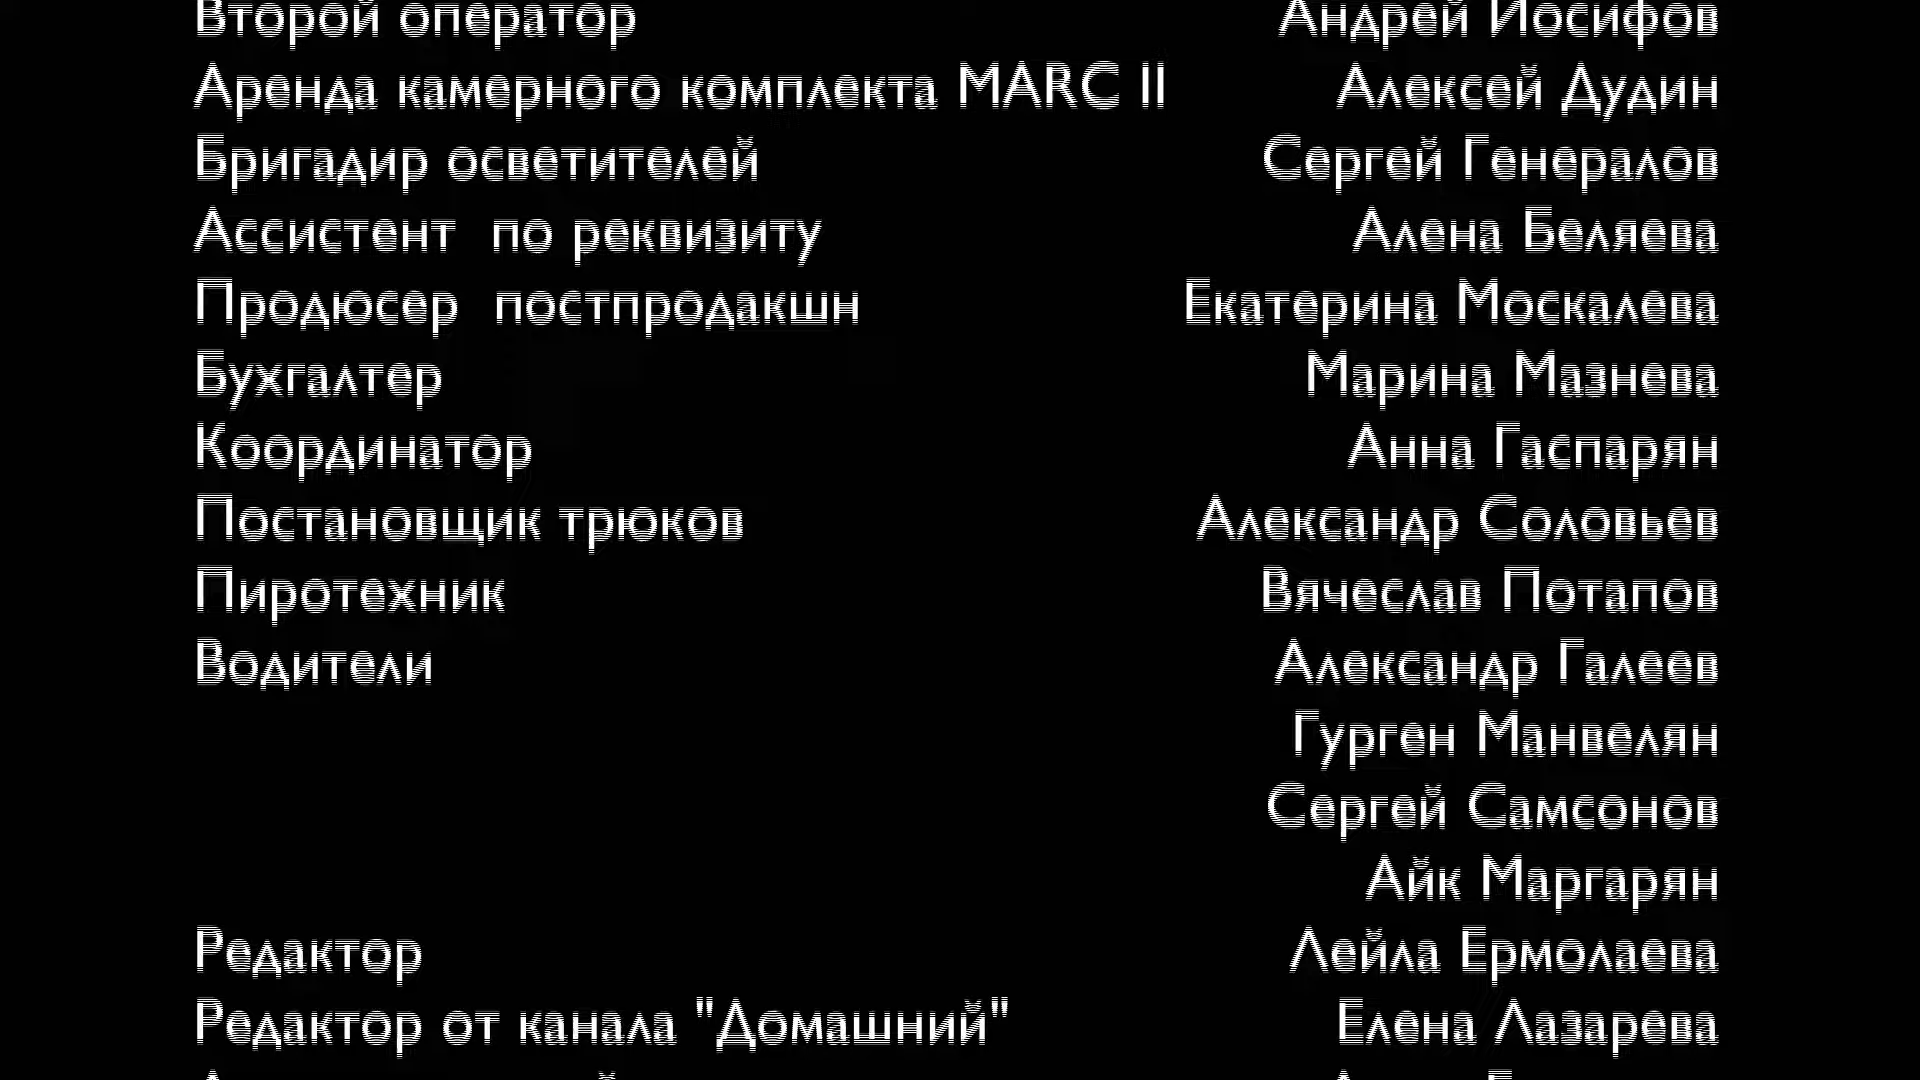 Второй оператор Андрей Иосифов
Аренда камерного комплекта MARC II Алексей Дудин
Бригадир осветителей Сергей Генералов
Ассистент по реквизиту Алена Беляева
Продюсер постпродакшн Екатерина Москалева
Бухгалтер Марина Мазнева
Координатор Анна Гаспарян
Постановщик трюков Александр Соловьев
Пиротехник Вячеслав Потапов
Водители Александр Галеев
Гурген Манвелян
Сергей Самсонов
Айк Маргарян
Редактор Лейла Ермолаева
Редактор от канала "Домашний" Елена Лазарева